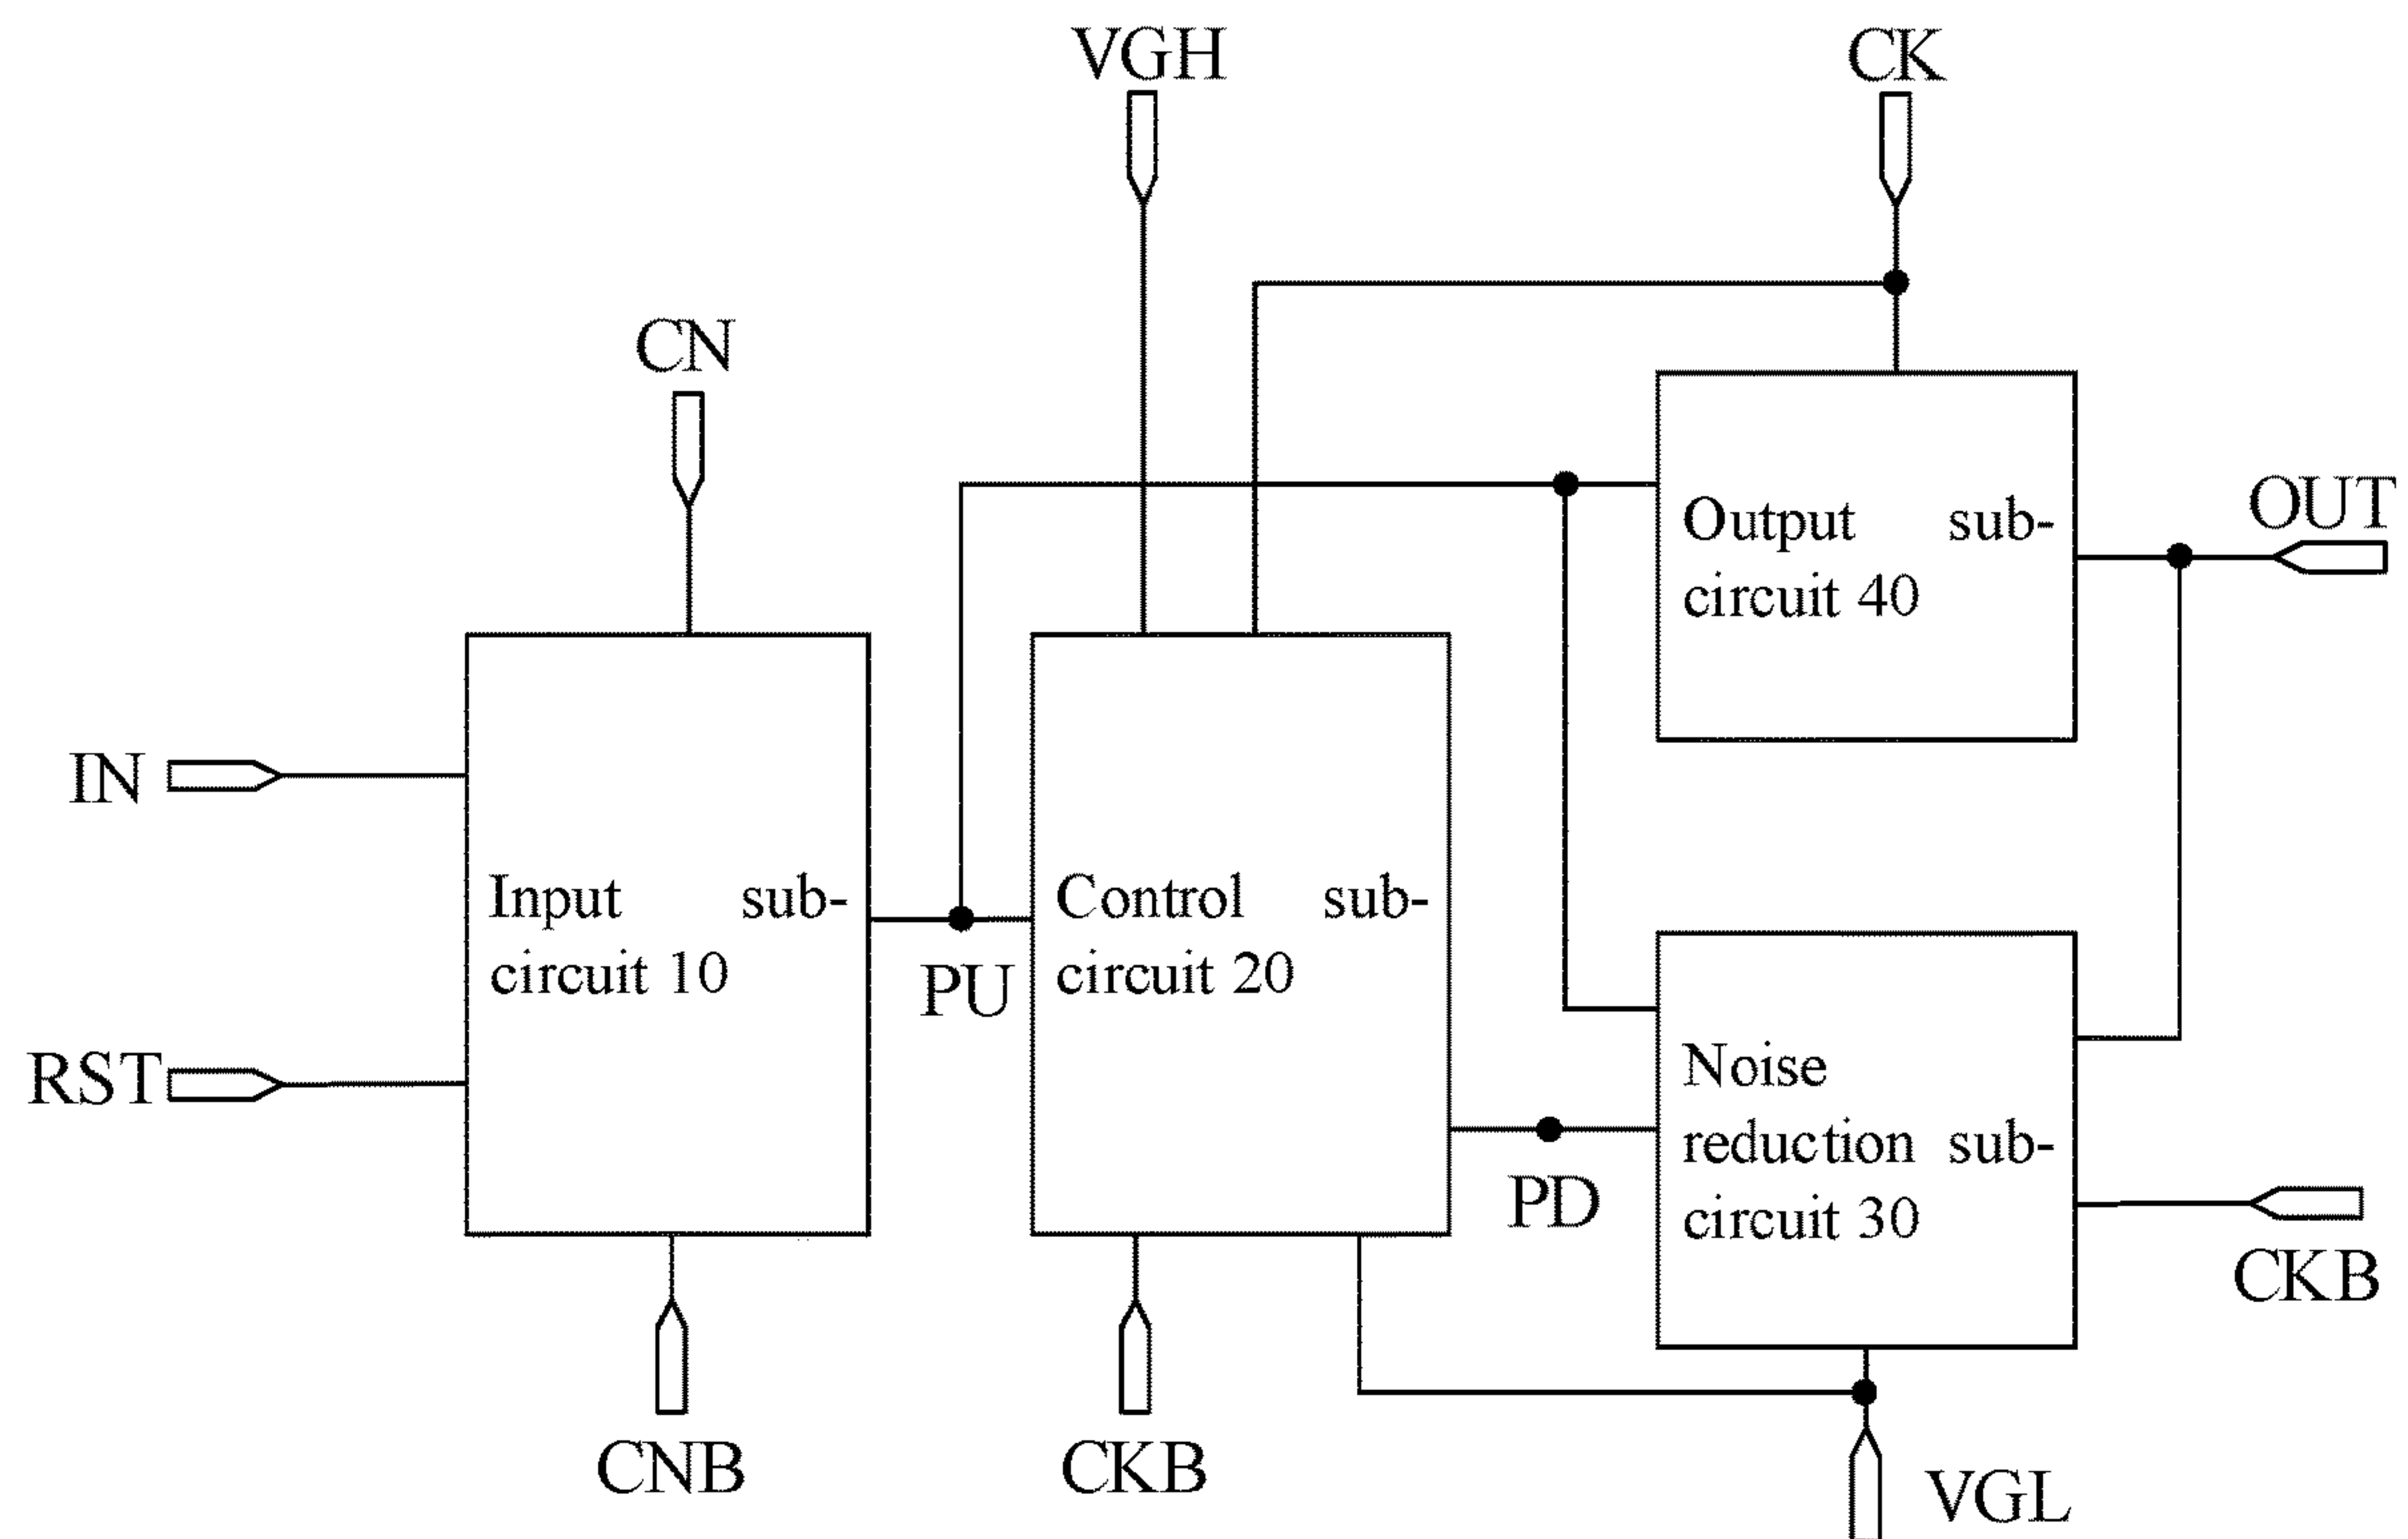 VGH
CK
CN
OUT
Output sub-
circuit 40
IN
Input sub-
circuit 10
Control sub-
circuit 20
PU
RST
Noise
reduction sub-
circuit 30
PD
CKB
CNB
CKB
VGL